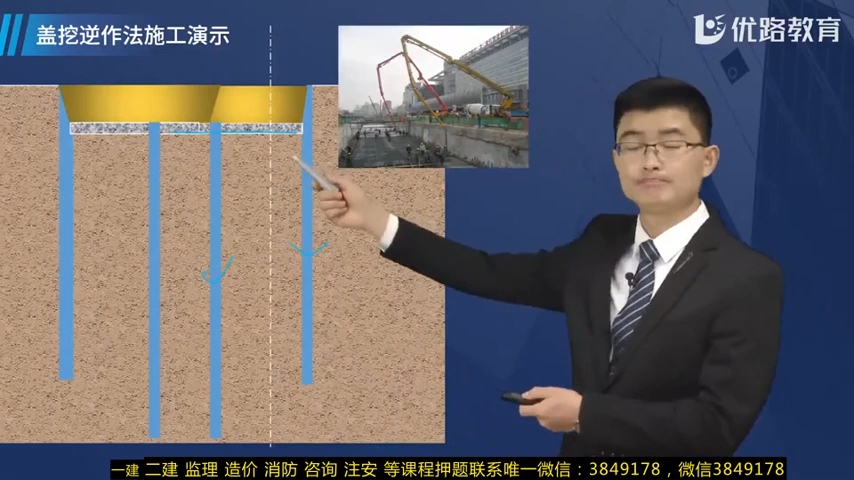 盖挖逆作法施工演示
优路教育
一建 二建 监理 造价 消防 咨询 注安 等课程押题联系唯一微信：3849178，微信3849178